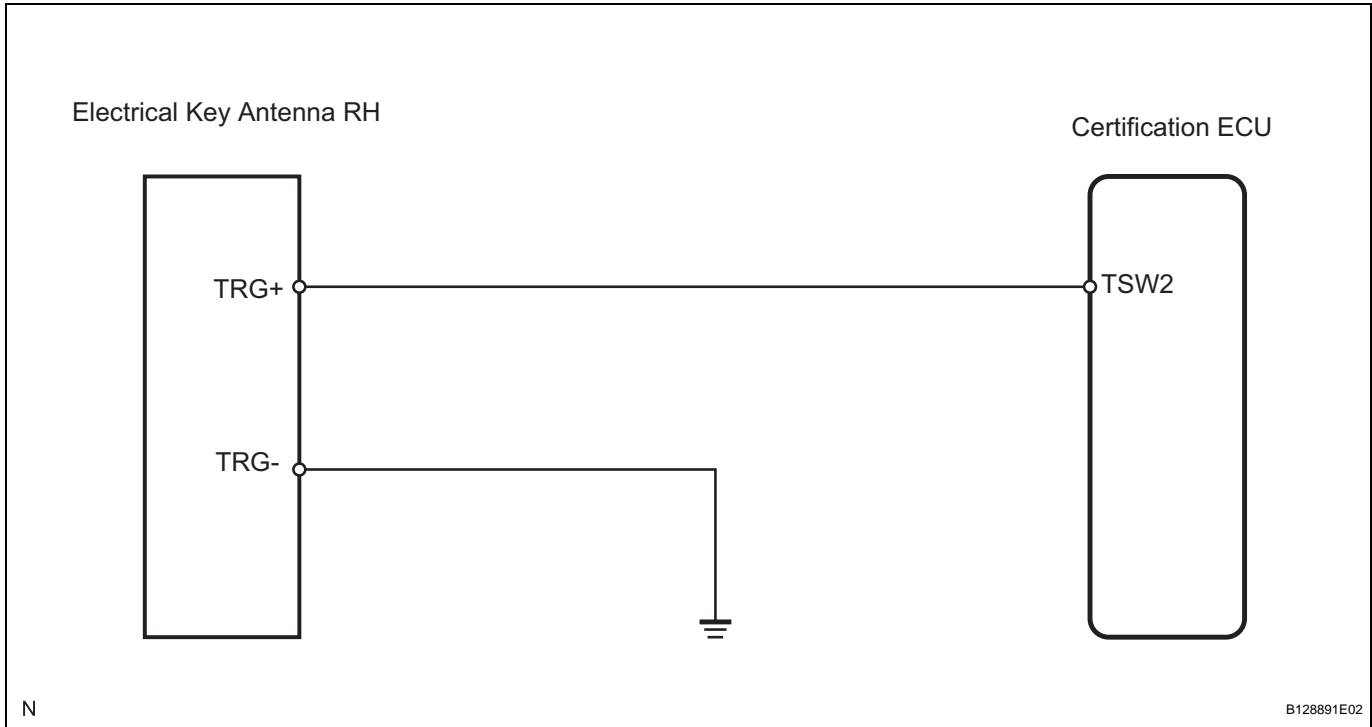 Electrical Key Antenna RH
Certification ECU
TRG+
TSW2
TRG-
N
B128891E02